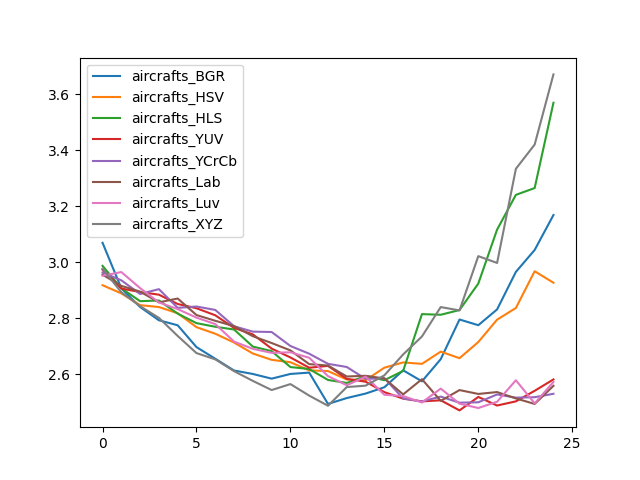 aircrafts_BGR
aircrafts_HSV
aircrafts_HLS
aircrafts_YUV
aircrafts_YCrCb
aircrafts_Lab
aircrafts_Luv
aircrafts_XYZ
3.6
3.4
3.2
3.0
2.8
2.6
0 5 10 15 20 25